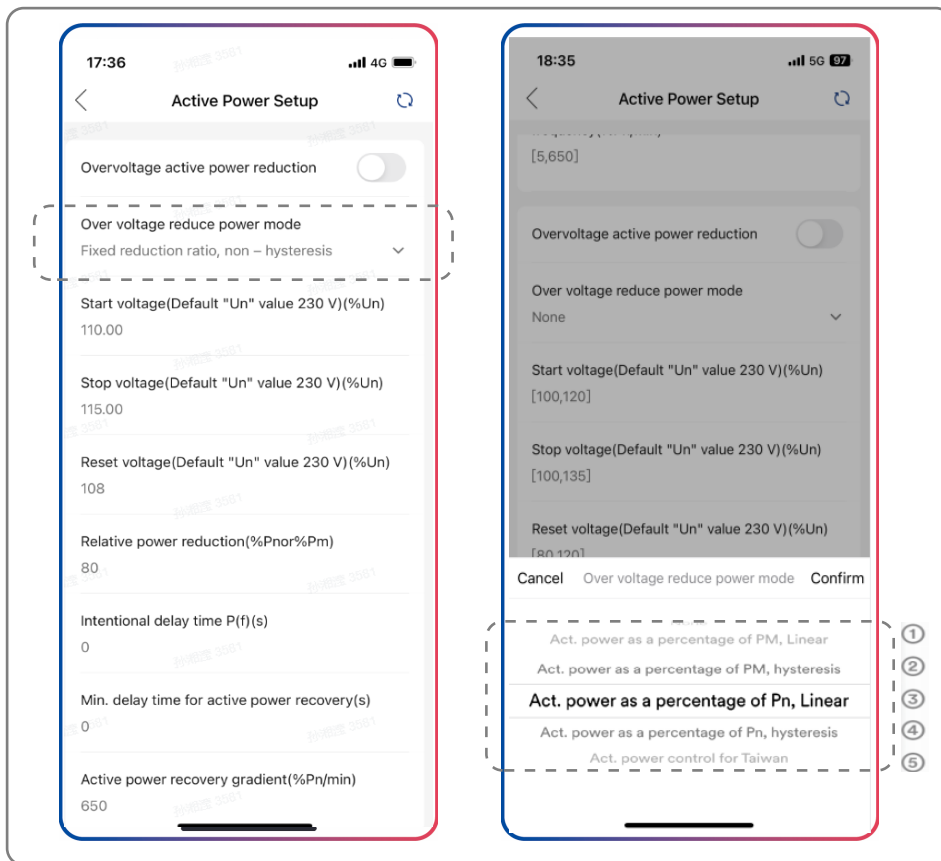 17:36
4G
Active Power Setup
Overvoltage active power reduction
Over voltage reduce power mode
Fixed reduction ratio, non – hysteresis
Start voltage(Default "Un" value 230 V)(%Un)
110.00
Stop voltage(Default "Un" value 230 V)(%Un)
115.00
Reset voltage(Default "Un" value 230 V)(%Un)
108
Relative power reduction(%Pnor%Pm)
80
Intentional delay time P(f)(s)
0
Min. delay time for active power recovery(s)
0
Active power recovery gradient(%Pn/min)
650
18:35
5G 97
Active Power Setup
[5,650]
Overvoltage active power reduction
Over voltage reduce power mode
None
Start voltage(Default "Un" value 230 V)(%Un)
[100,120]
Stop voltage(Default "Un" value 230 V)(%Un)
[100,135]
Reset voltage(Default "Un" value 230 V)(%Un)
[80,120]
Cancel Over voltage reduce power mode Confirm
Act. power as a percentage of PM, Linear ①
Act. power as a percentage of PM, hysteresis ②
Act. power as a percentage of Pn, Linear ③
Act. power as a percentage of Pn, hysteresis ④
Act. power control for Taiwan ⑤